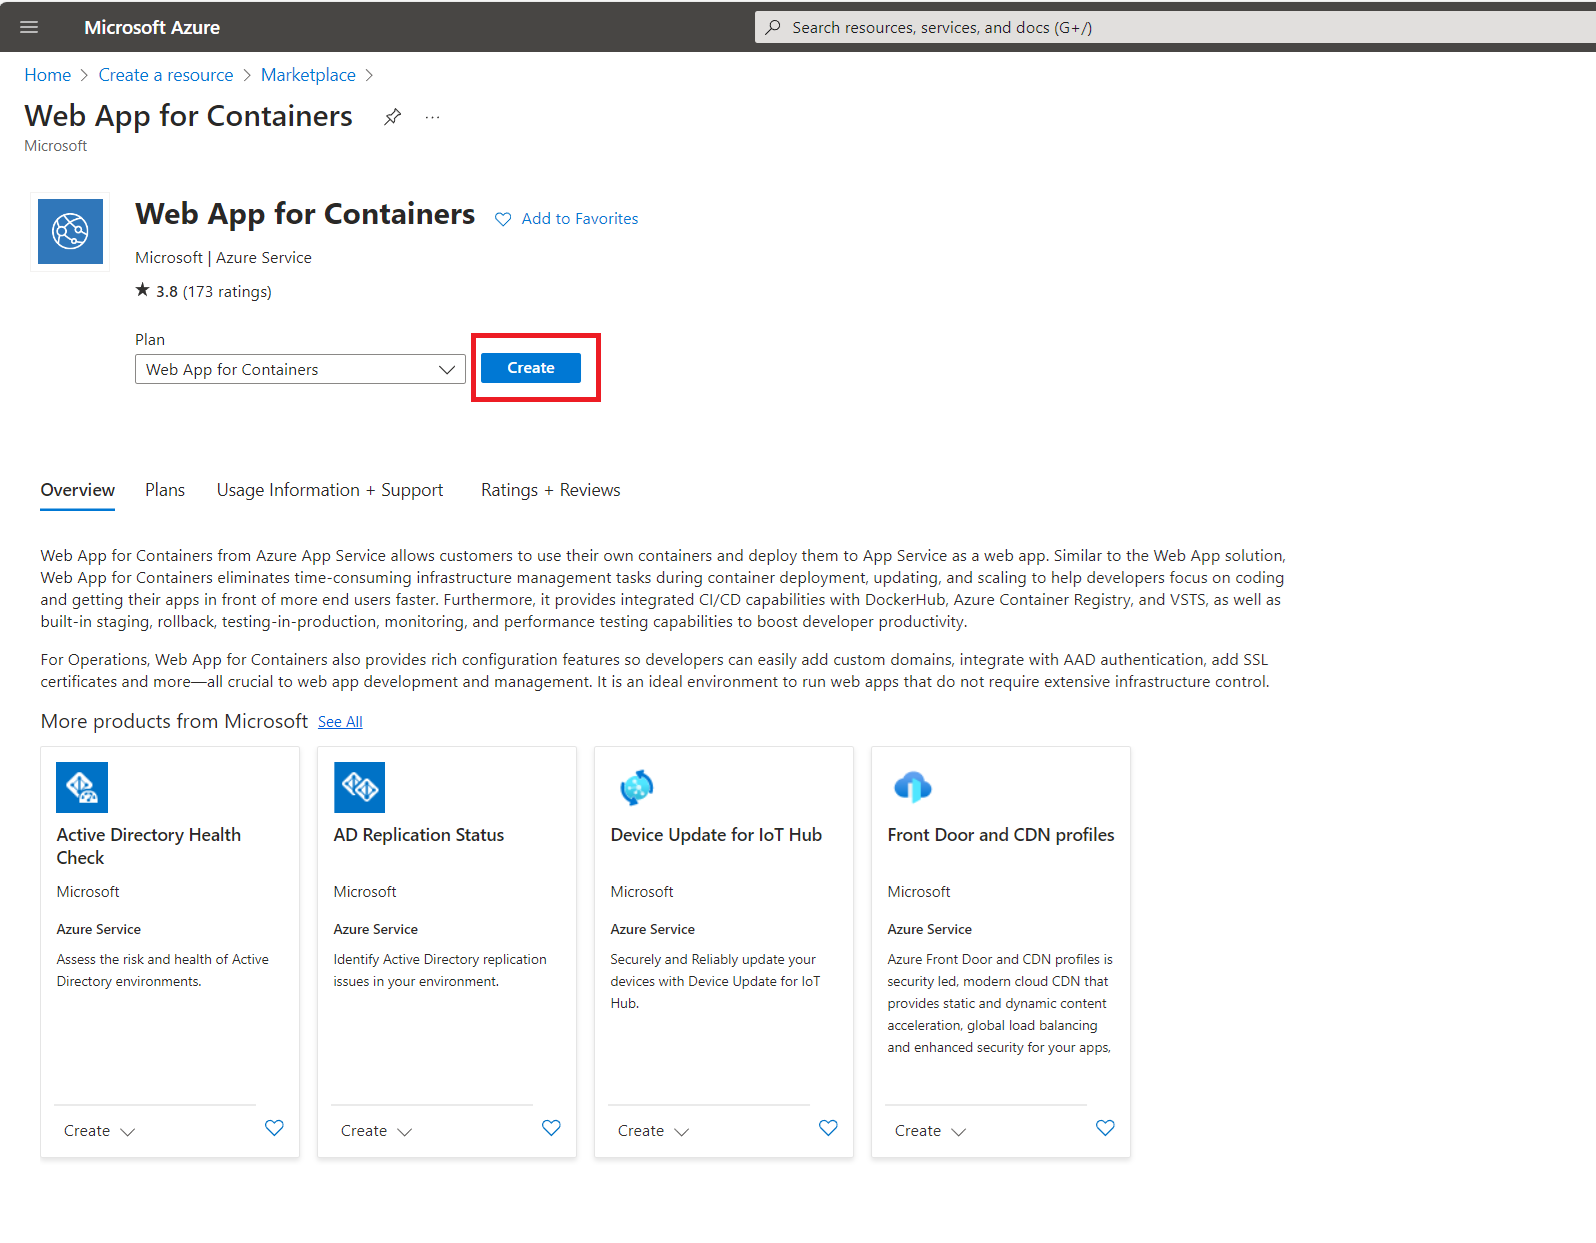 Microsoft Azure
Search resources, services, and docs (G+/)
Home > Create a resource > Marketplace >
Web App for Containers
Microsoft
Web App for Containers
Add to Favorites
Microsoft | Azure Service
★ 3.8 (173 ratings)
Plan
Web App for Containers
Create
Overview
Plans
Usage Information + Support
Ratings + Reviews
Web App for Containers from Azure App Service allows customers to use their own containers and deploy them to App Service as a web app. Similar to the Web App solution,
Web App for Containers eliminates time-consuming infrastructure management tasks during container deployment, updating, and scaling to help developers focus on coding
and getting their apps in front of more end users faster. Furthermore, it provides integrated CI/CD capabilities with DockerHub, Azure Container Registry, and VSTS, as well as
built-in staging, rollback, testing-in-production, monitoring, and performance testing capabilities to boost developer productivity.
For Operations, Web App for Containers also provides rich configuration features so developers can easily add custom domains, integrate with AAD authentication, add SSL
certificates and more—all crucial to web app development and management. It is an ideal environment to run web apps that do not require extensive infrastructure control.
More products from Microsoft See All
Active Directory Health
Check
Microsoft
Azure Service
Assess the risk and health of Active
Directory environments.
Create
AD Replication Status
Microsoft
Azure Service
Identify Active Directory replication
issues in your environment.
Create
Device Update for IoT Hub
Microsoft
Azure Service
Securely and Reliably update your
devices with Device Update for IoT
Hub.
Create
Front Door and CDN profiles
Microsoft
Azure Service
Azure Front Door and CDN profiles is
security led, modern cloud CDN that
provides static and dynamic content
acceleration, global load balancing
and enhanced security for your apps,
Create